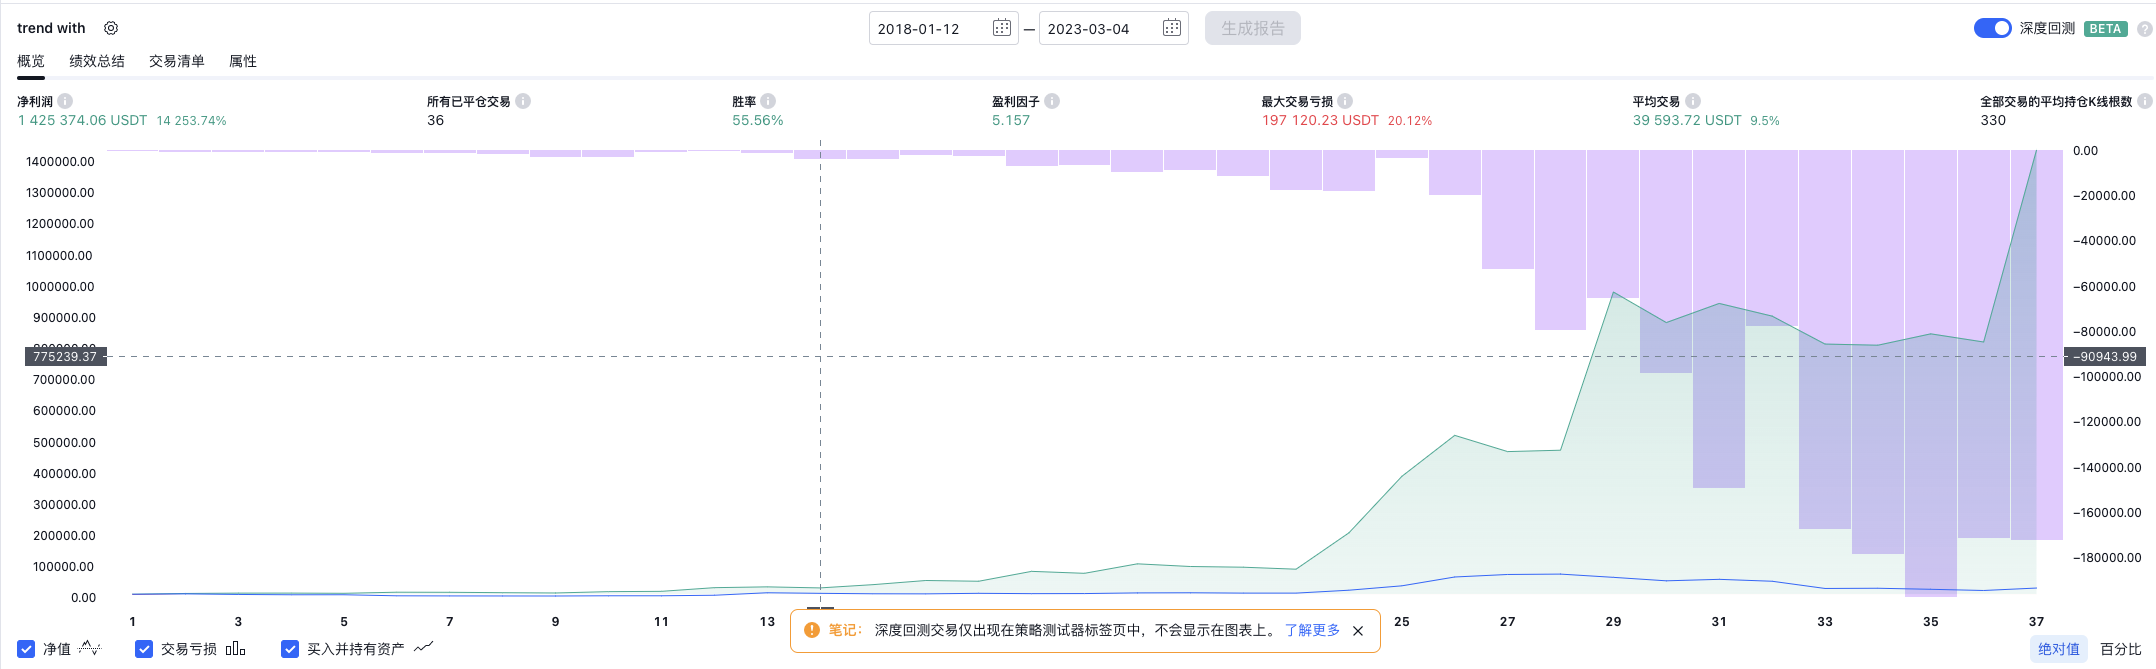 trend with
2018-01-12 — 2023-03-04 生成报告
深度回测 BETA ?
概览 绩效总结 交易清单 属性
净利润 所有已平仓交易 胜率 盈利因子 最大交易亏损 平均交易 全部交易的平均持仓K线根数
1 425 374.06 USDT 14 253.74% 36 55.56% 5.157 197 120.23 USDT 20.12% 39 593.72 USDT 9.5% 330
1400000.00
1300000.00
1200000.00
1100000.00
1000000.00
900000.00
775239.37
700000.00
600000.00
500000.00
400000.00
300000.00
200000.00
100000.00
0.00
0.00
−20000.00
−40000.00
−60000.00
−80000.00
−90943.99
−100000.00
−120000.00
−140000.00
−160000.00
−180000.00
1 3 5 7 9 11 13 25 27 29 31 33 35 37
笔记： 深度回测交易仅出现在策略测试器标签页中，不会显示在图表上。 了解更多
净值 交易亏损 买入并持有资产
绝对值 百分比